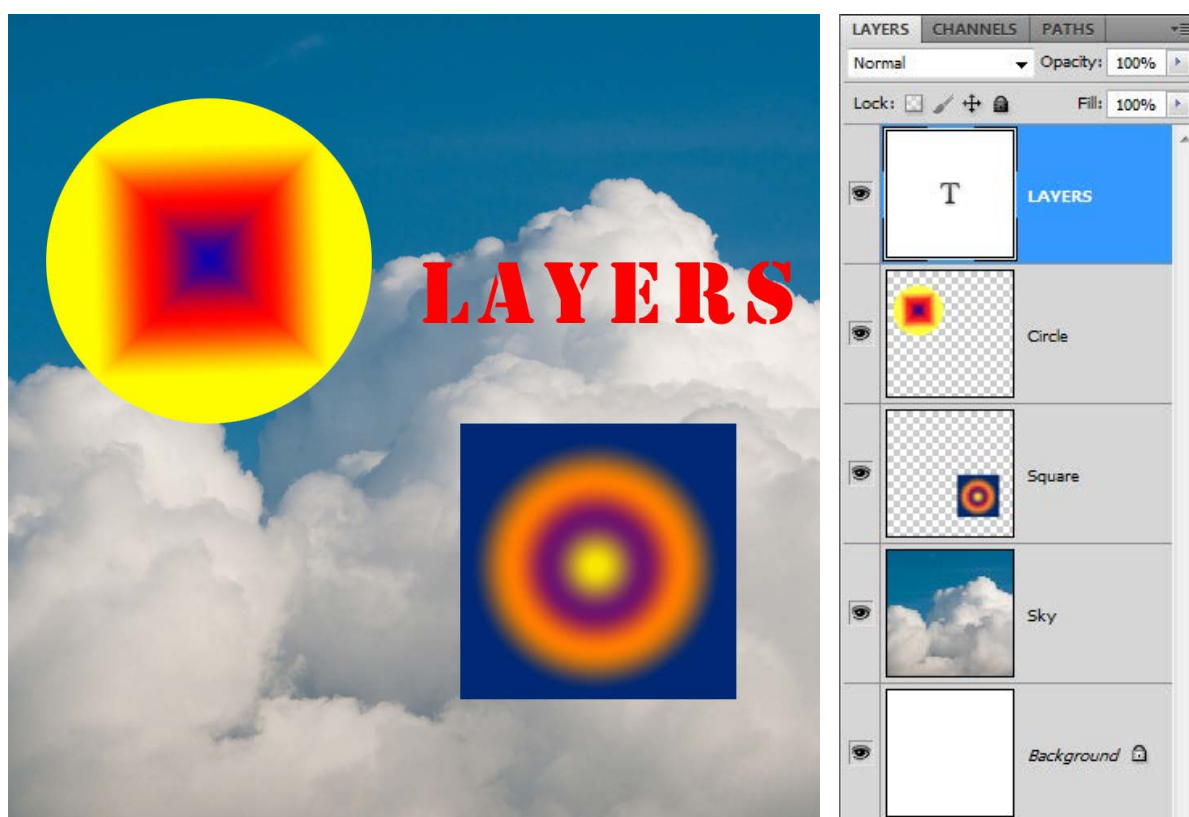 LAYERS
LAYERS CHANNELS PATHS
Normal Opacity: 100%
Lock: Fill: 100%
T LAYERS
Circle
Square
Sky
Background